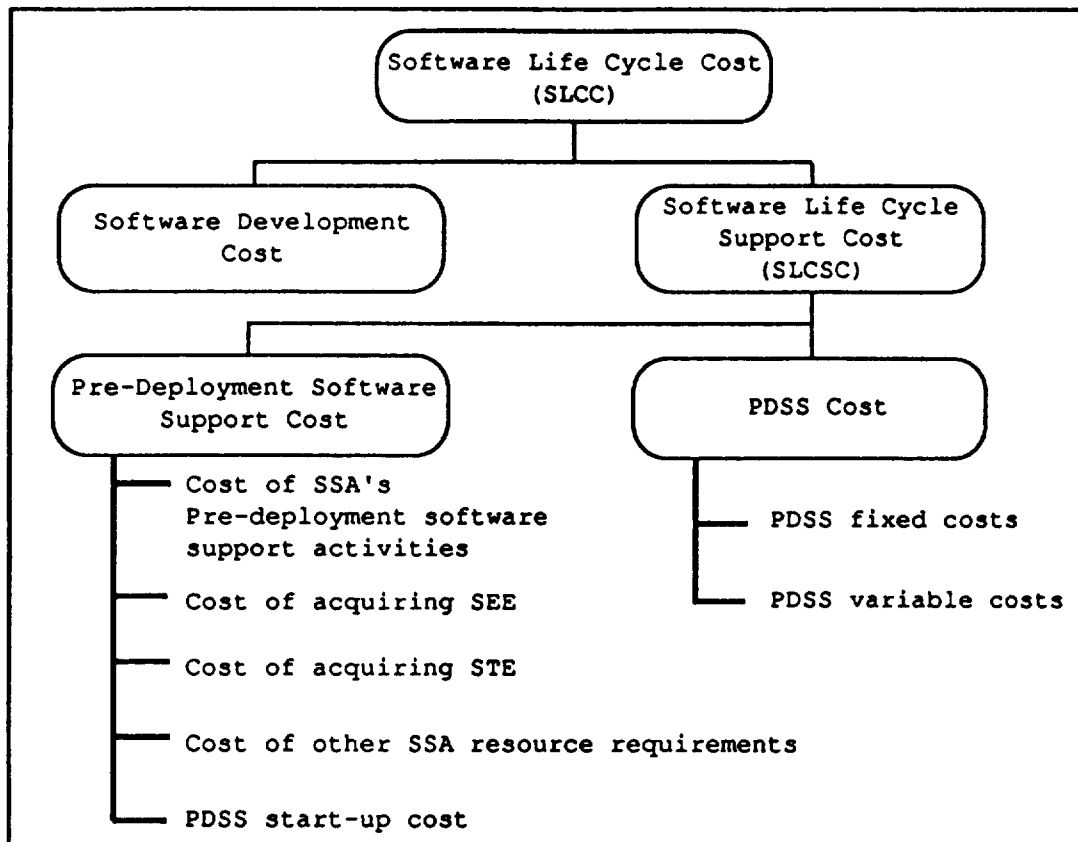 Software Life Cycle Cost
(SLCC)
Software Development
Cost
Software Life Cycle
Support Cost
(SLCSC)
Pre-Deployment Software
Support Cost
PDSS Cost
Cost of SSA's
Pre-deployment software
support activities
Cost of acquiring SEE
Cost of acquiring STE
Cost of other SSA resource requirements
PDSS start-up cost
PDSS fixed costs
PDSS variable costs